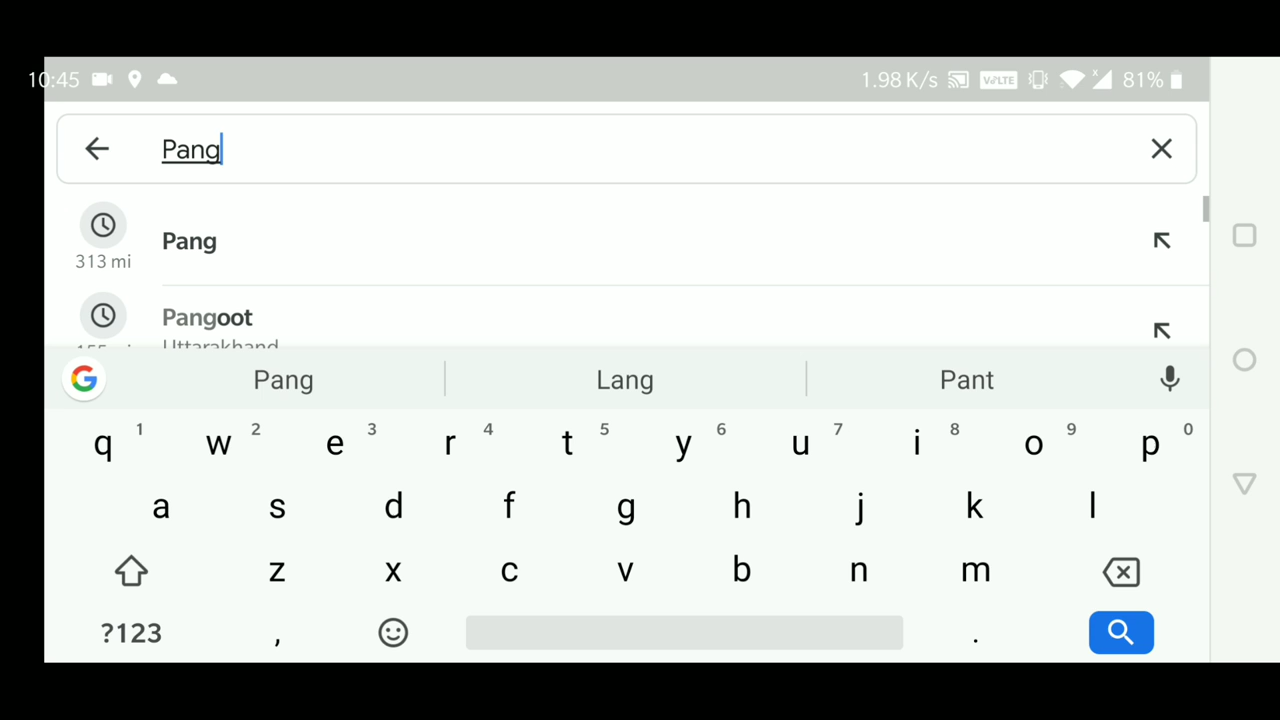 10:45 1.98 K/s VoLTE x 81%
Pang
Pang
313 mi
Pangoot
Uttarakhand
G Pang Lang Pant
q 1 w 2 e 3 r 4 t 5 y 6 u 7 i 8 o 9 p 0
a s d f g h j k l
z x c v b n m
?123 , .